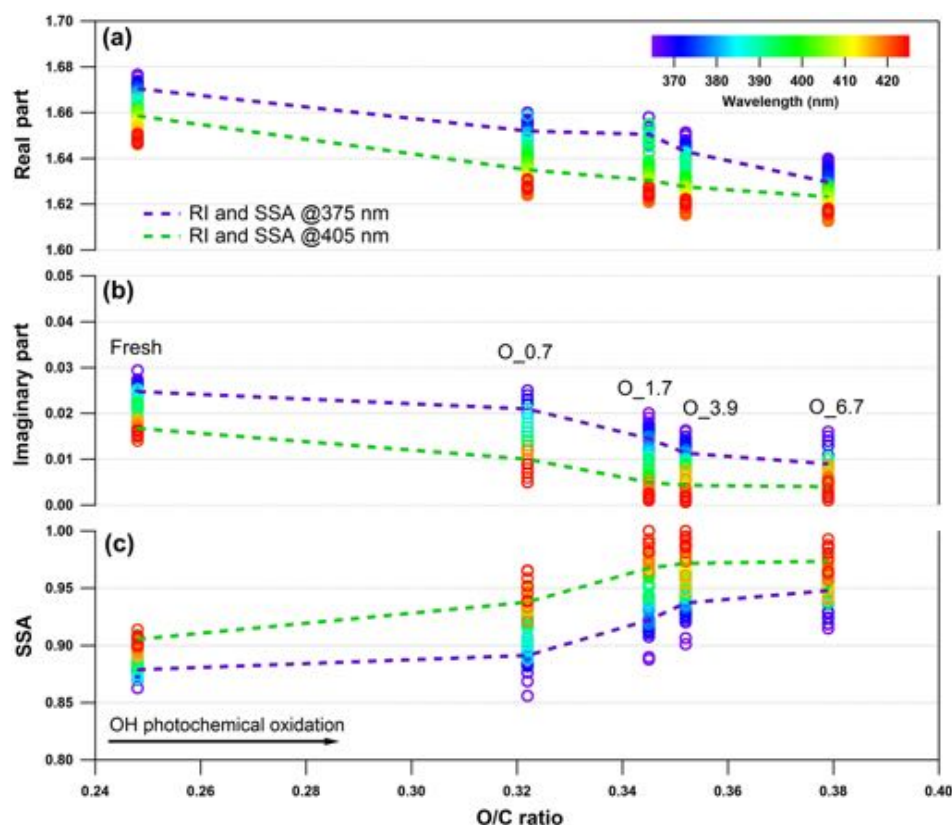 (a)
1.70
1.68
1.66
1.64
1.62
1.60
Real part
370 380 390 400 410 420
Wavelength (nm)
RI and SSA @375 nm
RI and SSA @405 nm
(b)
0.05
0.04
0.03
0.02
0.01
0.00
Imaginary part
Fresh
O_0.7
O_1.7
O_3.9
O_6.7
(c)
1.00
0.95
0.90
0.85
0.80
SSA
OH photochemical oxidation
0.24 0.26 0.28 0.30 0.32 0.34 0.36 0.38 0.40
O/C ratio